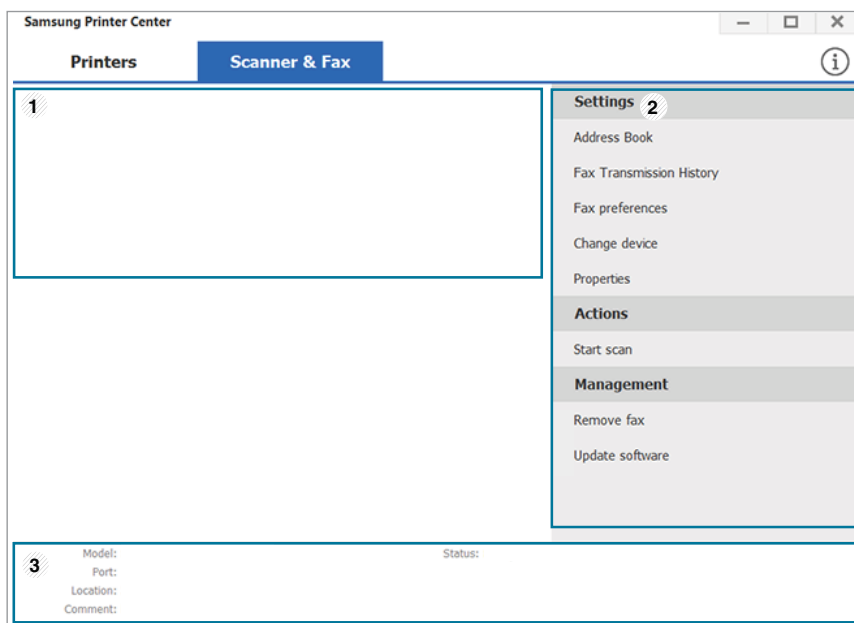 Samsung Printer Center
Printers
Scanner & Fax
1
Settings 2
Address Book
Fax Transmission History
Fax preferences
Change device
Properties
Actions
Start scan
Management
Remove fax
Update software
3
Model:
Status:
Port:
Location:
Comment: